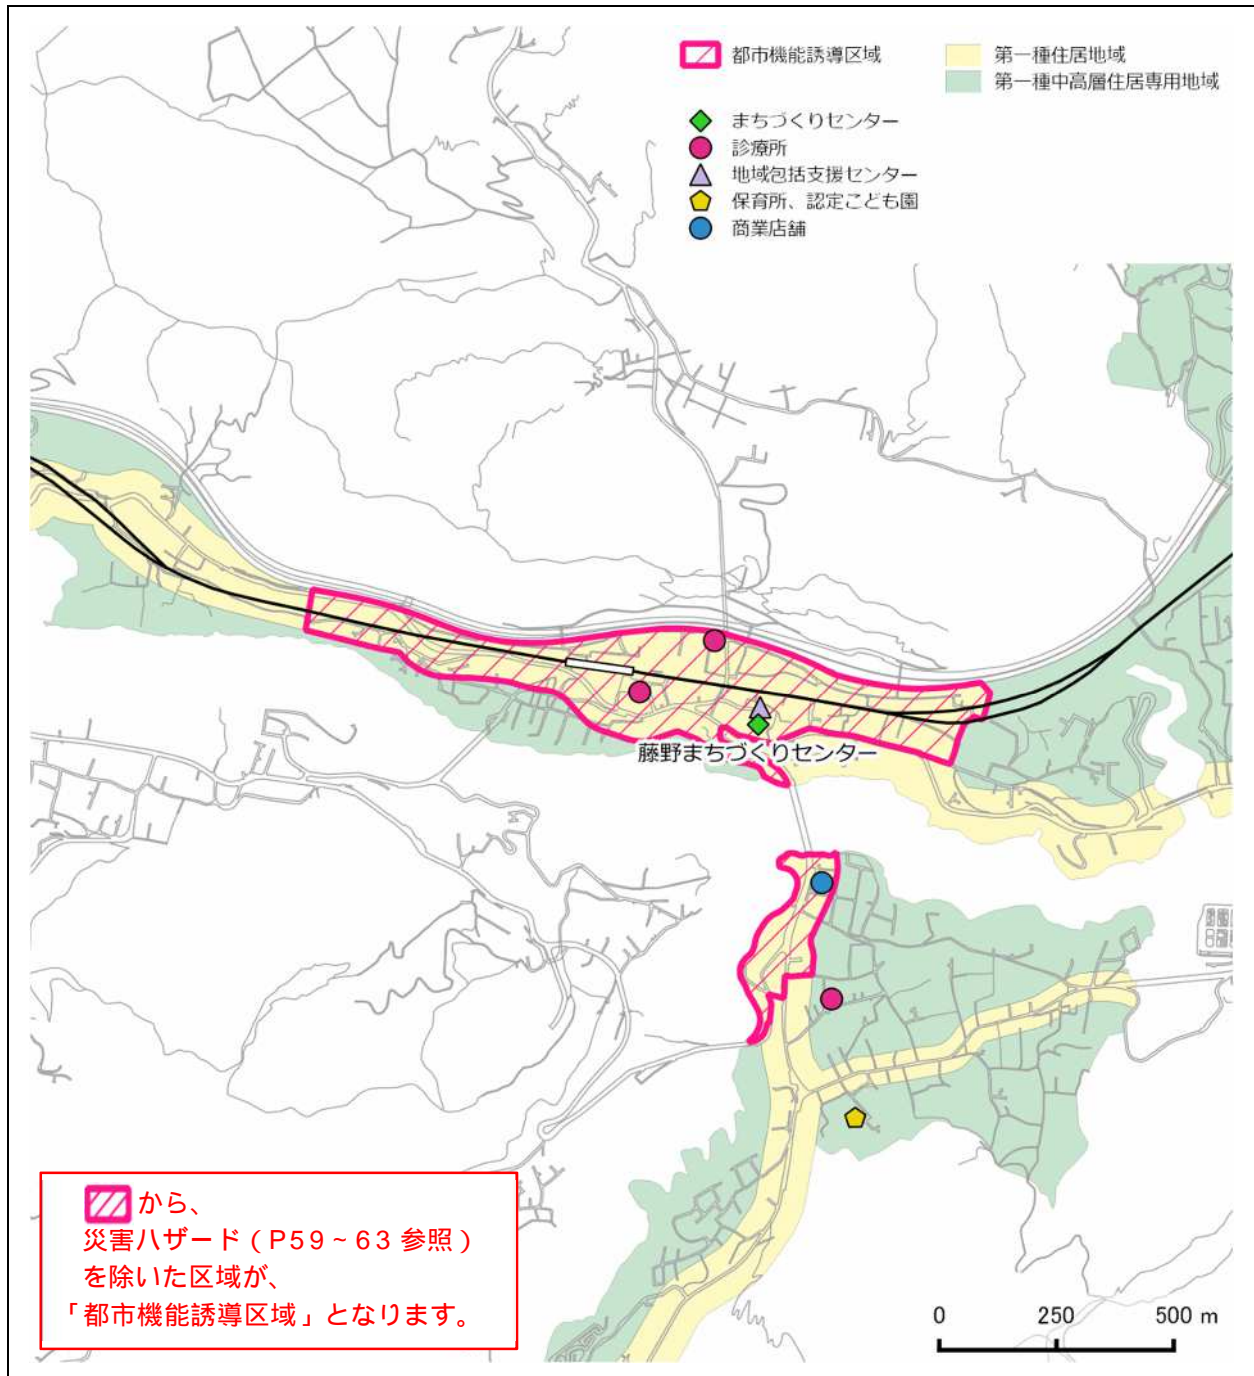 都市機能誘導区域
第一種住居地域
第一種中高層住居専用地域
まちづくりセンター
診療所
地域包括支援センター
保育所、認定こども園
商業店舗
藤野まちづくりセンター
から、
災害ハザード（P59～63 参照）
を除いた区域が、
「都市機能誘導区域」となります。
0 250 500 m